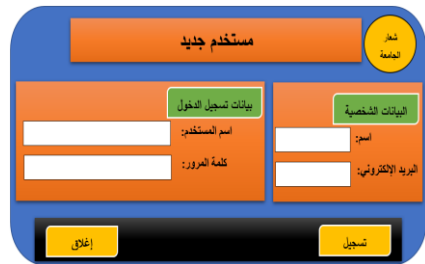 شعار
الجامعة
مستخدم جديد
البيانات الشخصية
اسم:
البريد الإلكتروني:
بيانات تسجيل الدخول
اسم المستخدم:
كلمة المرور:
تسجيل
إغلاق